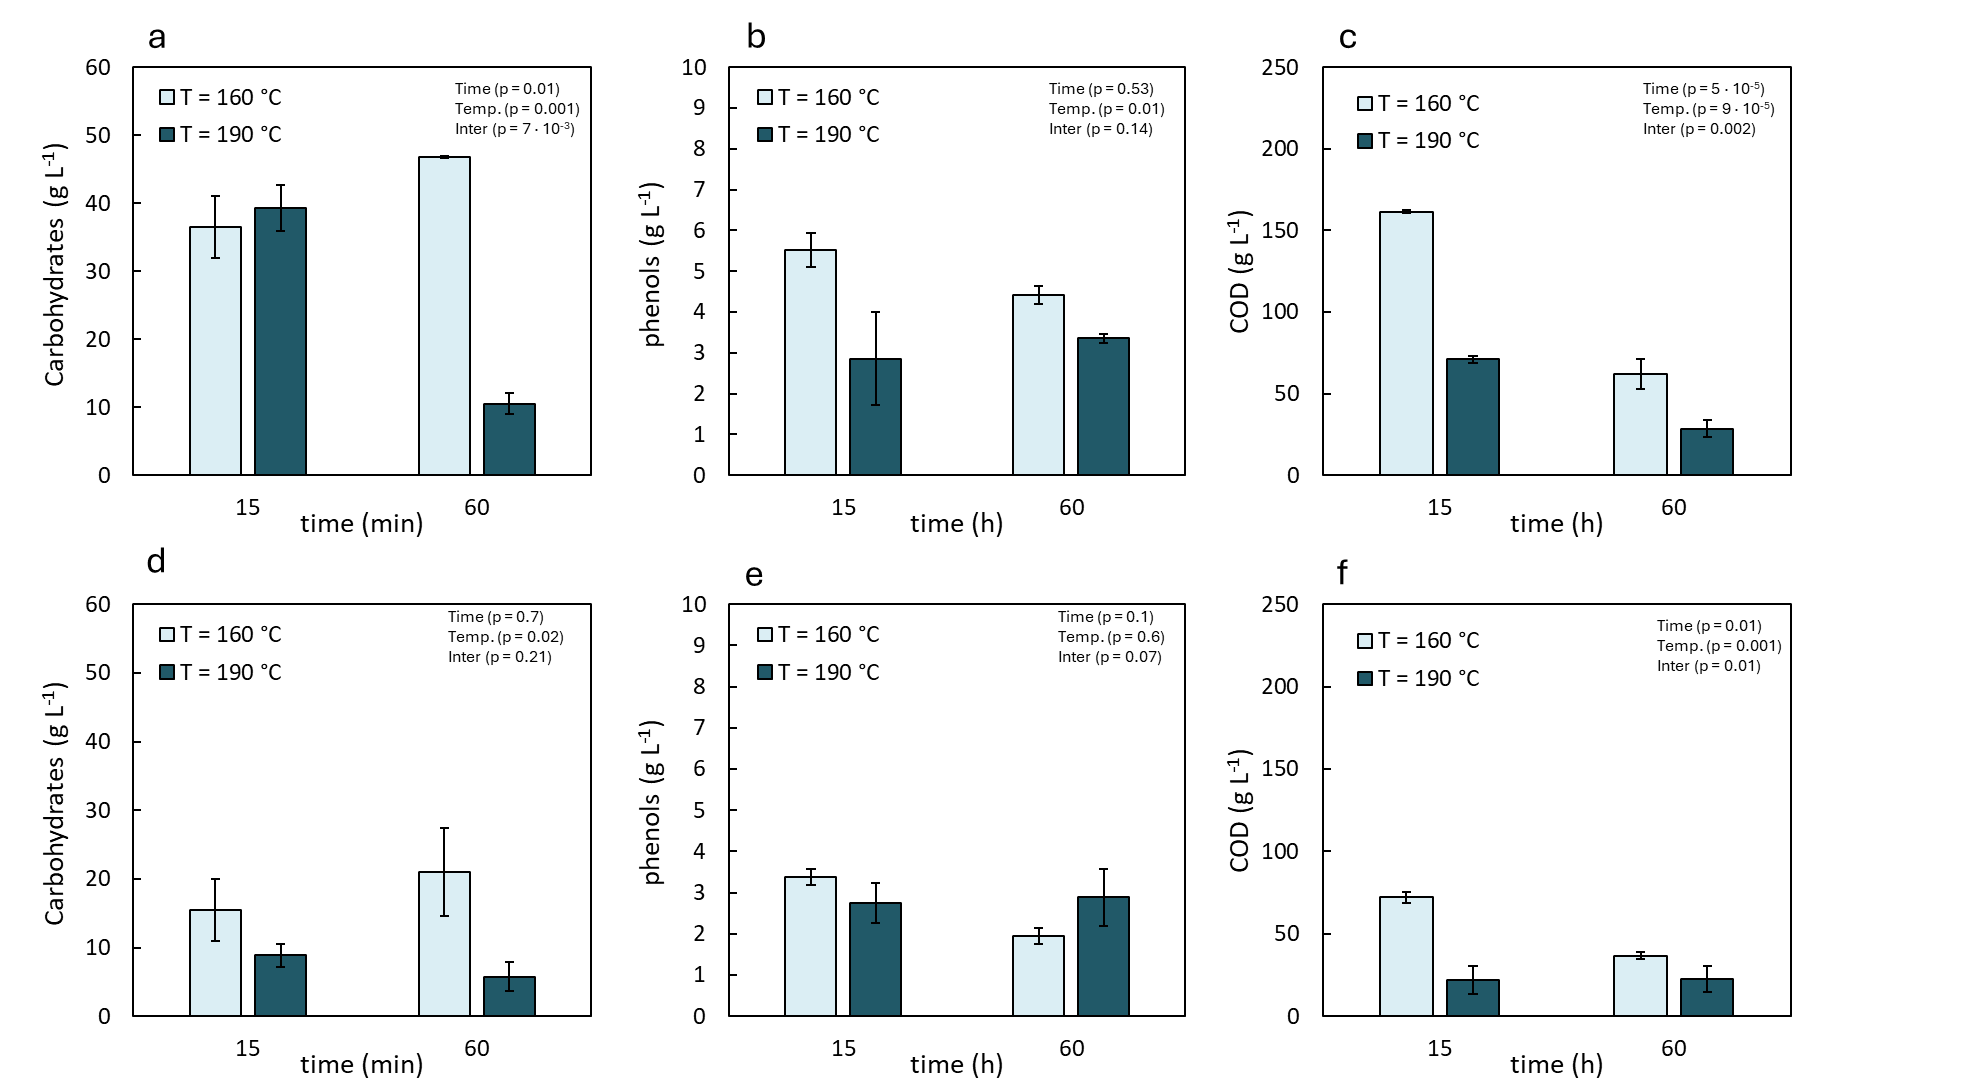 a
60
50
40
30
20
10
0
Carbohydrates (g L⁻¹)
T = 160 °C
T = 190 °C
Time (p = 0.01)
Temp. (p = 0.001)
Inter (p = 7 · 10⁻³)
15
60
time (min)
b
10
9
8
7
6
5
4
3
2
1
0
phenols (g L⁻¹)
T = 160 °C
T = 190 °C
Time (p = 0.53)
Temp. (p = 0.01)
Inter (p = 0.14)
15
60
time (h)
c
250
200
150
100
50
0
COD (g L⁻¹)
T = 160 °C
T = 190 °C
Time (p = 5 · 10⁻⁵)
Temp. (p = 9 · 10⁻⁵)
Inter (p = 0.002)
15
60
time (h)
d
60
50
40
30
20
10
0
Carbohydrates (g L⁻¹)
T = 160 °C
T = 190 °C
Time (p = 0.7)
Temp. (p = 0.02)
Inter (p = 0.21)
15
60
time (min)
e
10
9
8
7
6
5
4
3
2
1
0
phenols (g L⁻¹)
T = 160 °C
T = 190 °C
Time (p = 0.1)
Temp. (p = 0.6)
Inter (p = 0.07)
15
60
time (h)
f
250
200
150
100
50
0
COD (g L⁻¹)
T = 160 °C
T = 190 °C
Time (p = 0.01)
Temp. (p = 0.001)
Inter (p = 0.01)
15
60
time (h)